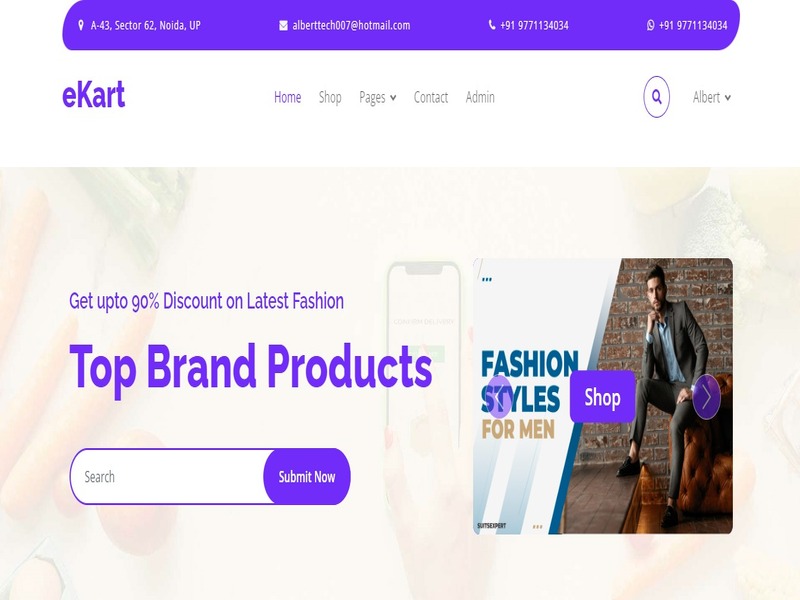 A-43, Sector 62, Noida, UP
alberttech007@hotmail.com
+91 9771134034
+91 9771134034
eKart
Home
Shop
Pages
Contact
Admin
Albert
Get upto 90% Discount on Latest Fashion
Top Brand Products
Search
Submit Now
FASHION
STYLES
FOR MEN
Shop
SUITSEXPERT